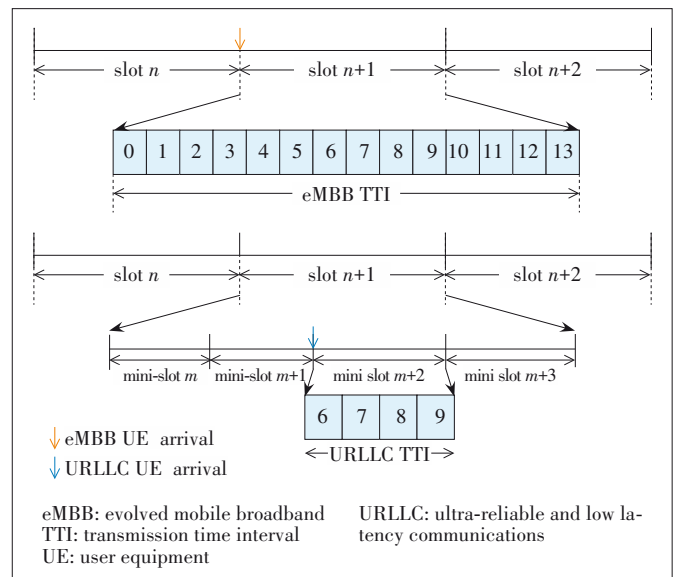 slot n slot n+1 slot n+2
0 1 2 3 4 5 6 7 8 9 10 11 12 13
eMBB TTI
slot n slot n+1 slot n+2
mini-slot m mini-slot m+1 mini slot m+2 mini slot m+3
6 7 8 9
URLLC TTI
eMBB UE arrival
URLLC UE arrival
eMBB: evolved mobile broadband
TTI: transmission time interval
UE: user equipment
URLLC: ultra-reliable and low la-
tency communications